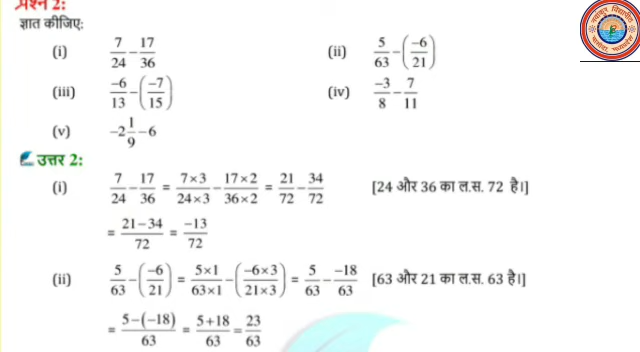 प्रश्न 2:
ज्ञात कीजिए:
(i) 7/24 − 17/36 (ii) 5/63 − (−6/21)
(iii) −6/13 − (−7/15) (iv) −3/8 − 7/11
(v) −2 1/9 − 6
उत्तर 2:
(i) 7/24 − 17/36 = 7×3/24×3 − 17×2/36×2 = 21/72 − 34/72 [24 और 36 का ल.स. 72 है।]
= 21−34/72 = −13/72
(ii) 5/63 − (−6/21) = 5×1/63×1 − (−6×3/21×3) = 5/63 − −18/63 [63 और 21 का ल.स. 63 है।]
= 5−(−18)/63 = 5+18/63 = 23/63